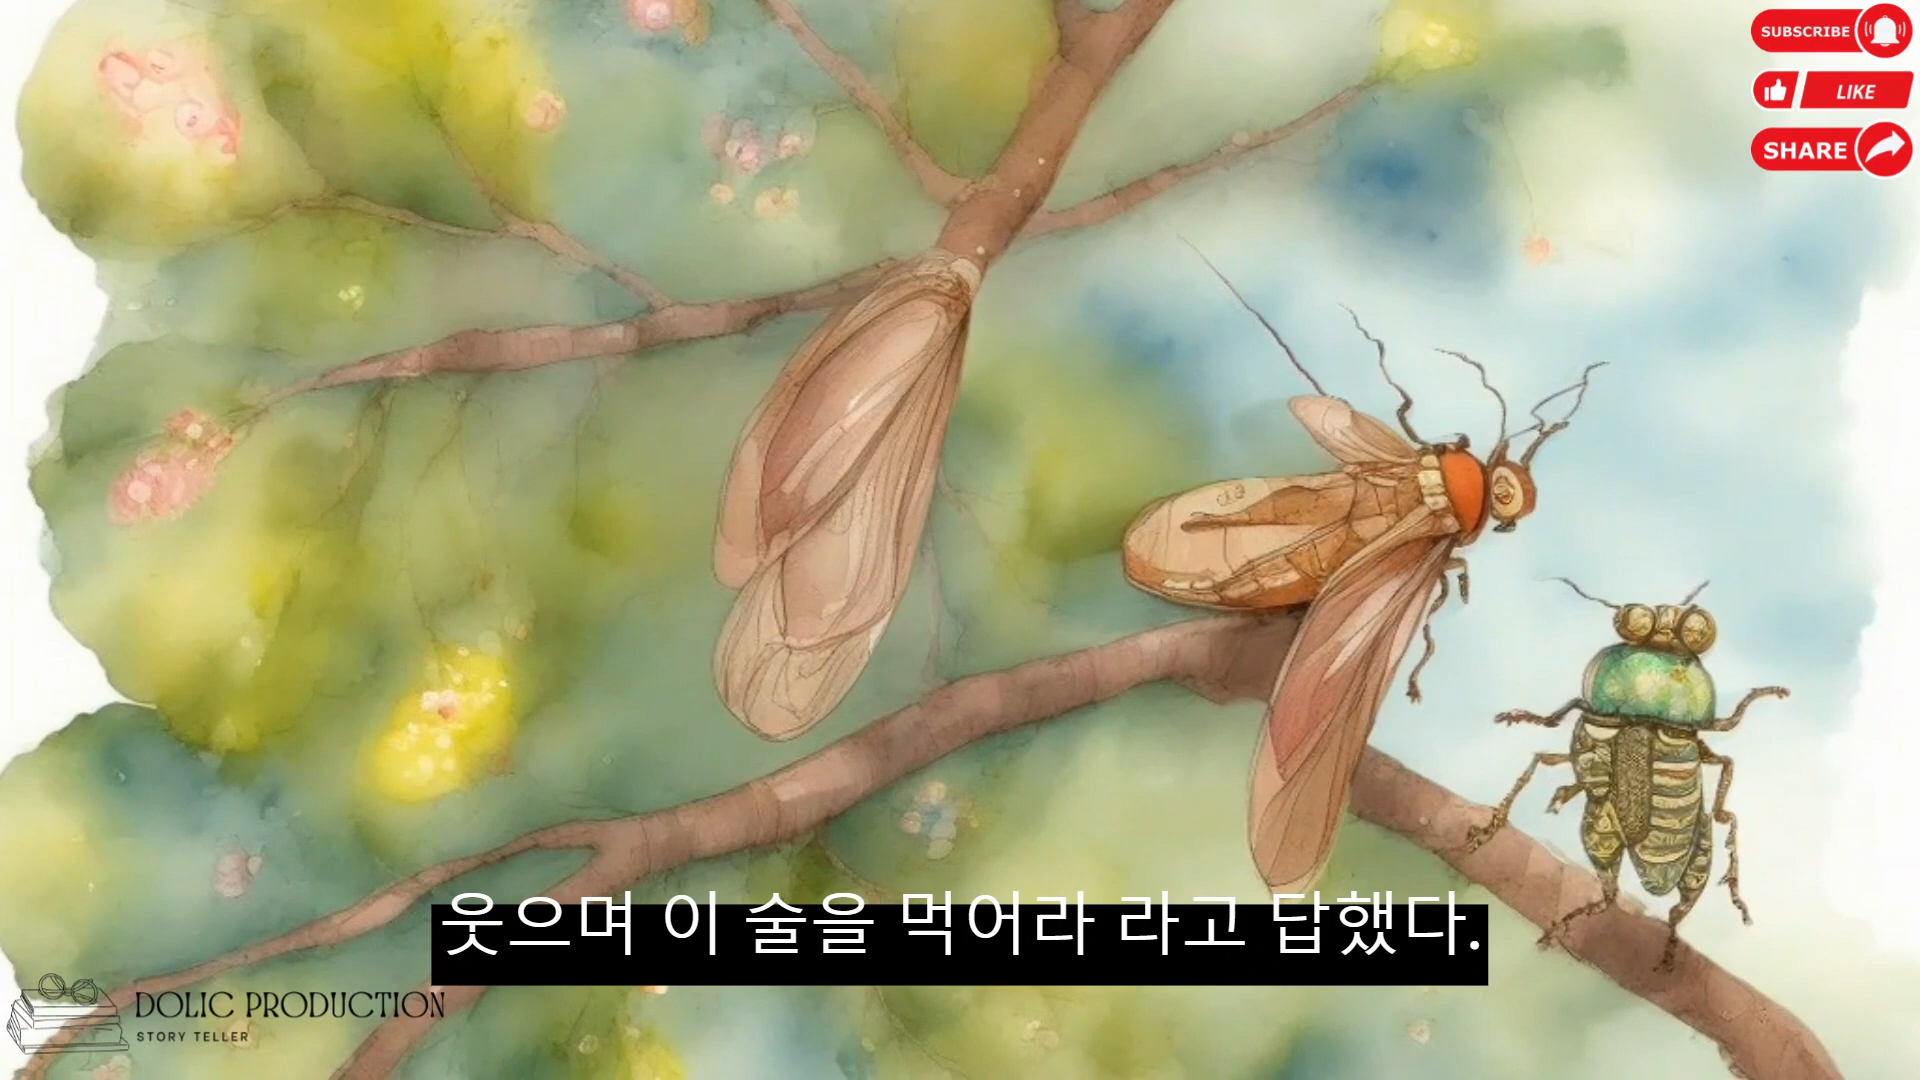 SUBSCRIBE
LIKE
SHARE
웃으며 이 술을 먹어라 라고 답했다.
DOLIC PRODUCTION
STORY TELLER